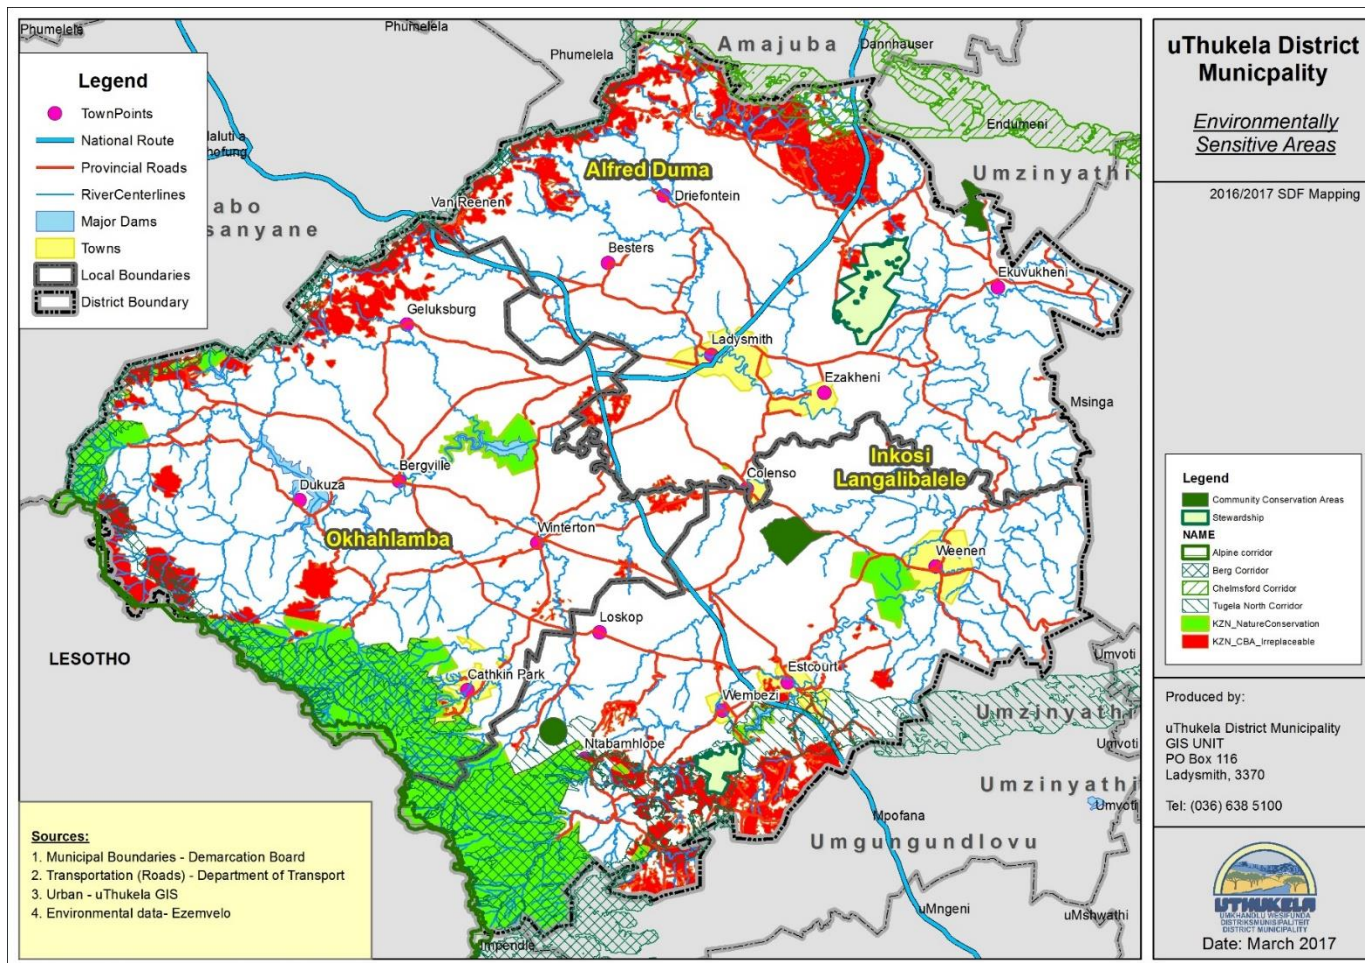 Phumelela
Phumelela
Phumelela
Amajuba
Dannhauser
Legend
TownPoints
National Route
Provincial Roads
RiverCenterlines
Major Dams
Towns
Local Boundaries
District Boundary
Endumeni
Umzinyathi
Alfred Duma
Driefontein
Van Reenen
Besters
Ekuvukheni
Geluksburg
Ladysmith
Ezakheni
Msinga
Inkosi
Langalibalele
Bergville
Colenso
Dukuza
Okhahlamba
Winterton
Weenen
Loskop
LESOTHO
Cathkin Park
Estcourt
Wembezi
Umvoti
Umzinyathi
Umvoti
Ntabamhlope
Umzinyathi
Umvoti
Mpofana
Umgungundlovu
uMngeni
uMshwathi
Impendle
Sources:
1. Municipal Boundaries - Demarcation Board
2. Transportation (Roads) - Department of Transport
3. Urban - uThukela GIS
4. Environmental data- Ezemvelo
uThukela District
Municpality
Environmentally
Sensitive Areas
2016/2017 SDF Mapping
Legend
Community Conservation Areas
Stewardship
NAME
Alpine corridor
Berg Corridor
Chelmsford Corridor
Tugela North Corridor
KZN_NatureConservation
KZN_CBA_Irreplaceable
Produced by:
uThukela District Municipality
GIS UNIT
PO Box 116
Ladysmith, 3370
Tel: (036) 638 5100
UTHUKELA
UMKHANDLU WESIFUNDA
DISTRIKSMUNISIPALITEIT
DISTRICT MUNICIPALITY
Date: March 2017